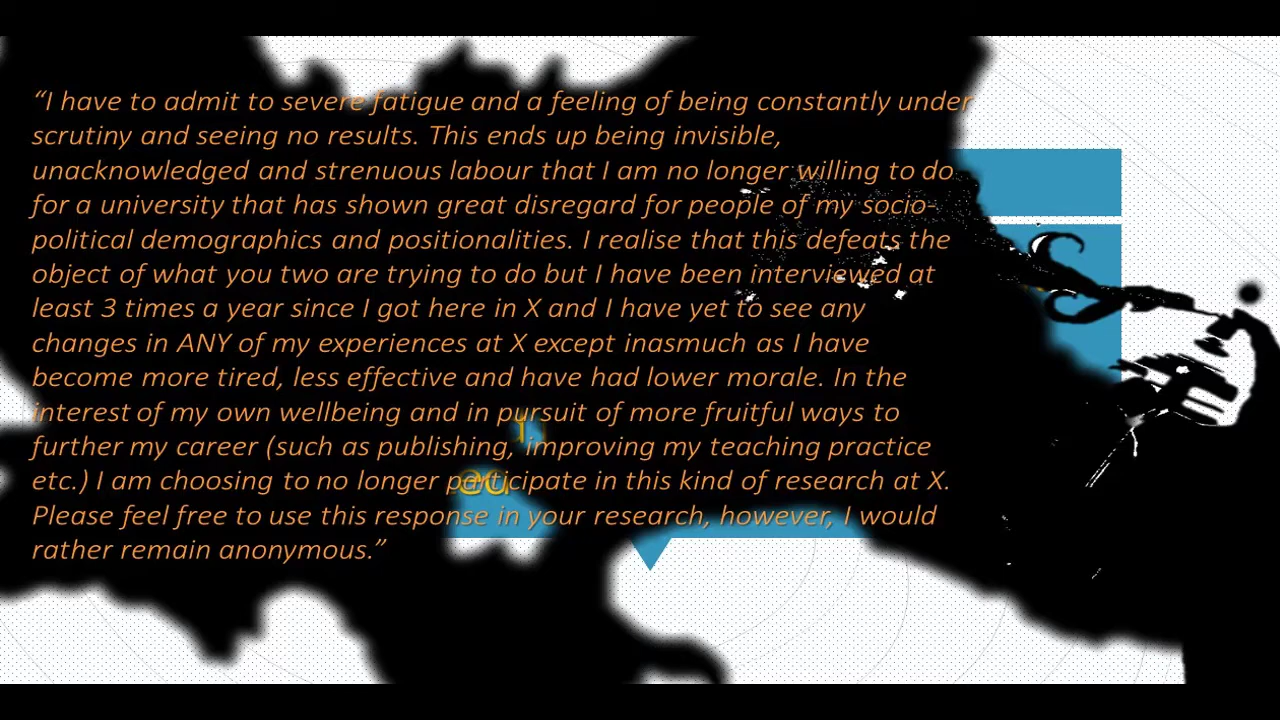 “I have to admit to severe fatigue and a feeling of being constantly under
scrutiny and seeing no results. This ends up being invisible,
unacknowledged and strenuous labour that I am no longer willing to do
for a university that has shown great disregard for people of my socio-
political demographics and positionalities. I realise that this defeats the
object of what you two are trying to do but I have been interviewed at
least 3 times a year since I got here in X and I have yet to see any
changes in ANY of my experiences at X except inasmuch as I have
become more tired, less effective and have had lower morale. In the
interest of my own wellbeing and in pursuit of more fruitful ways to
further my career (such as publishing, improving my teaching practice
etc.) I am choosing to no longer participate in this kind of research at X.
Please feel free to use this response in your research, however, I would
rather remain anonymous.”